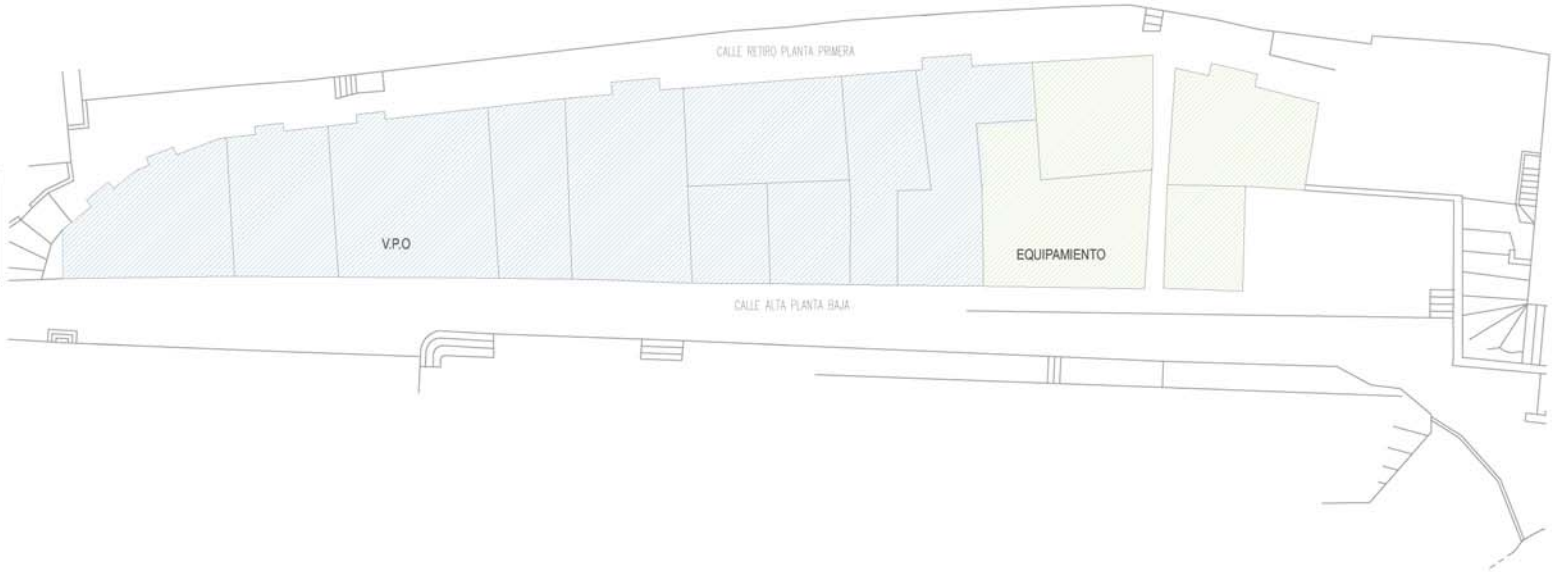 CALLE RETIRO PLANTA PRIMERA
V.P.O
EQUIPAMIENTO
CALLE ALTA PLANTA BAJA